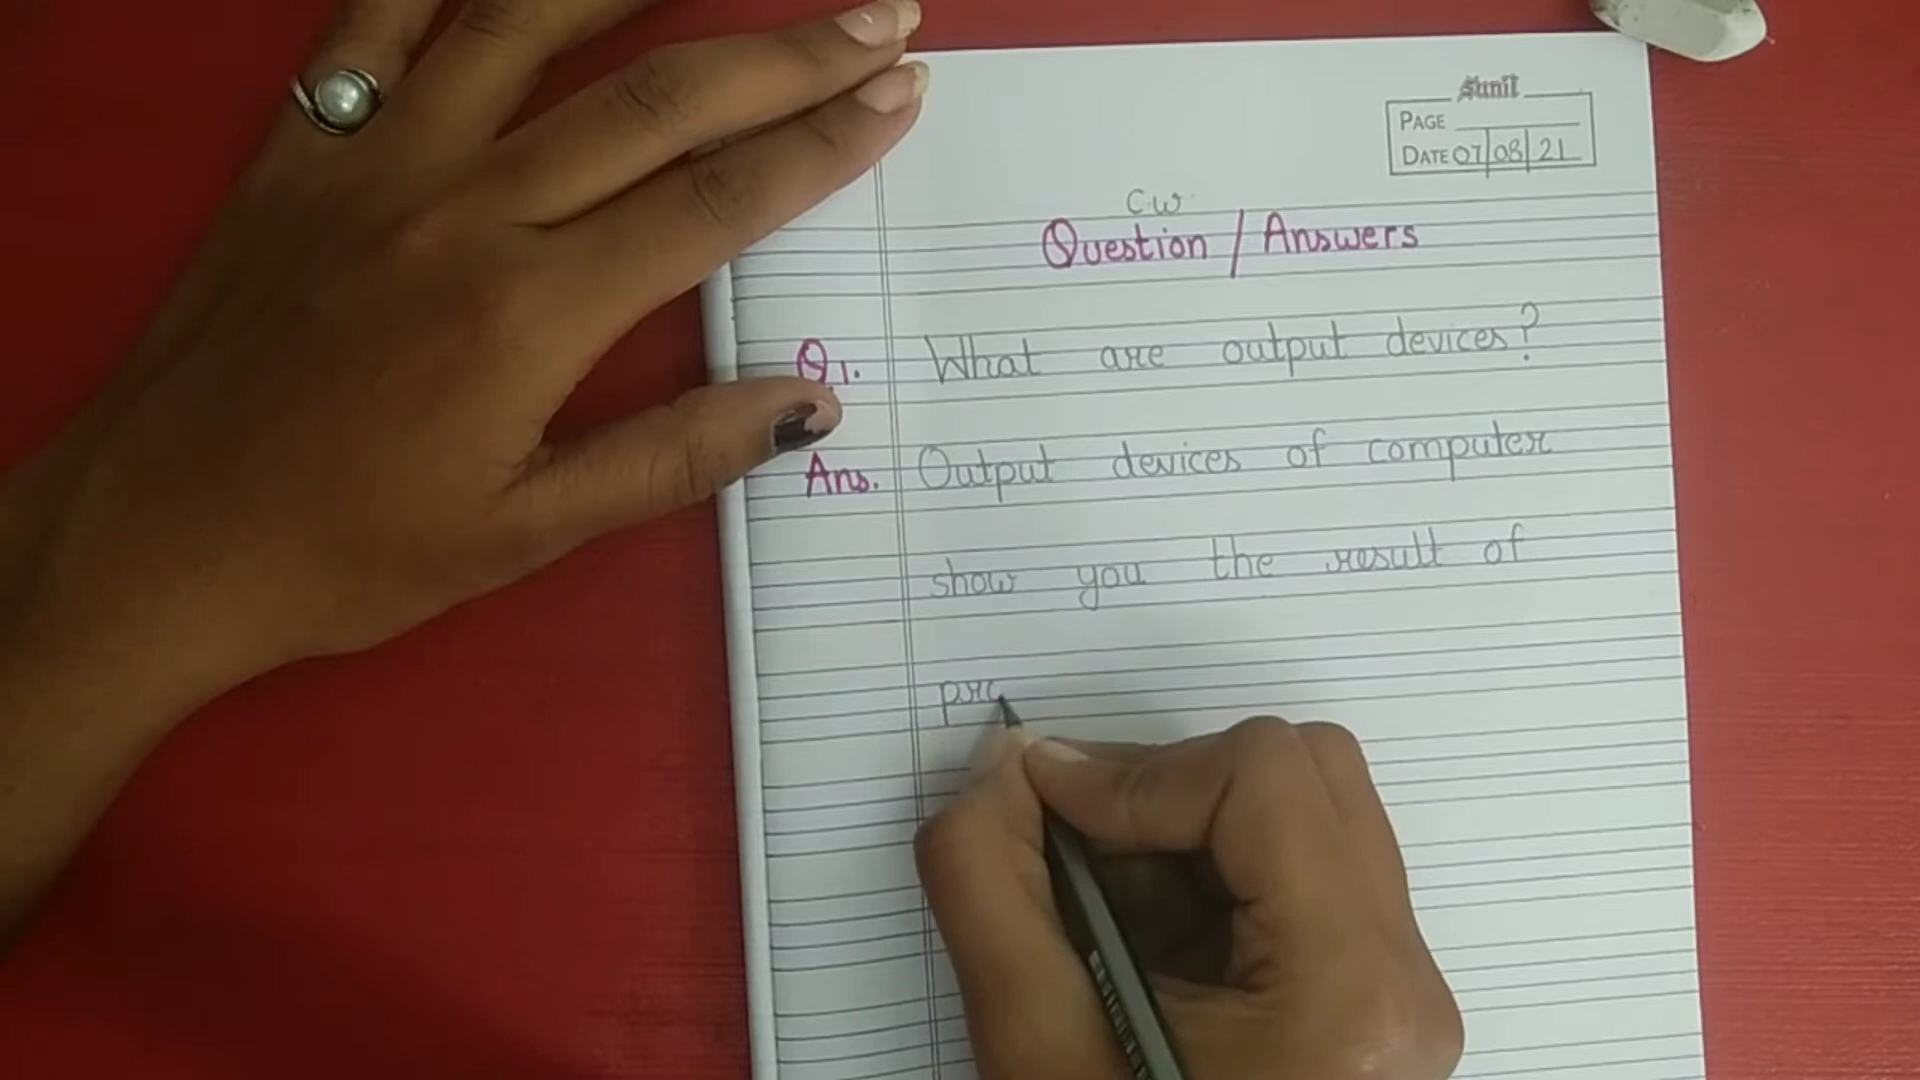 Sunil
PAGE
DATE 07/08/21
C.W.
Question / Answers
Q1. What are output devices?
Ans. Output devices of computer
show you the result of
pro